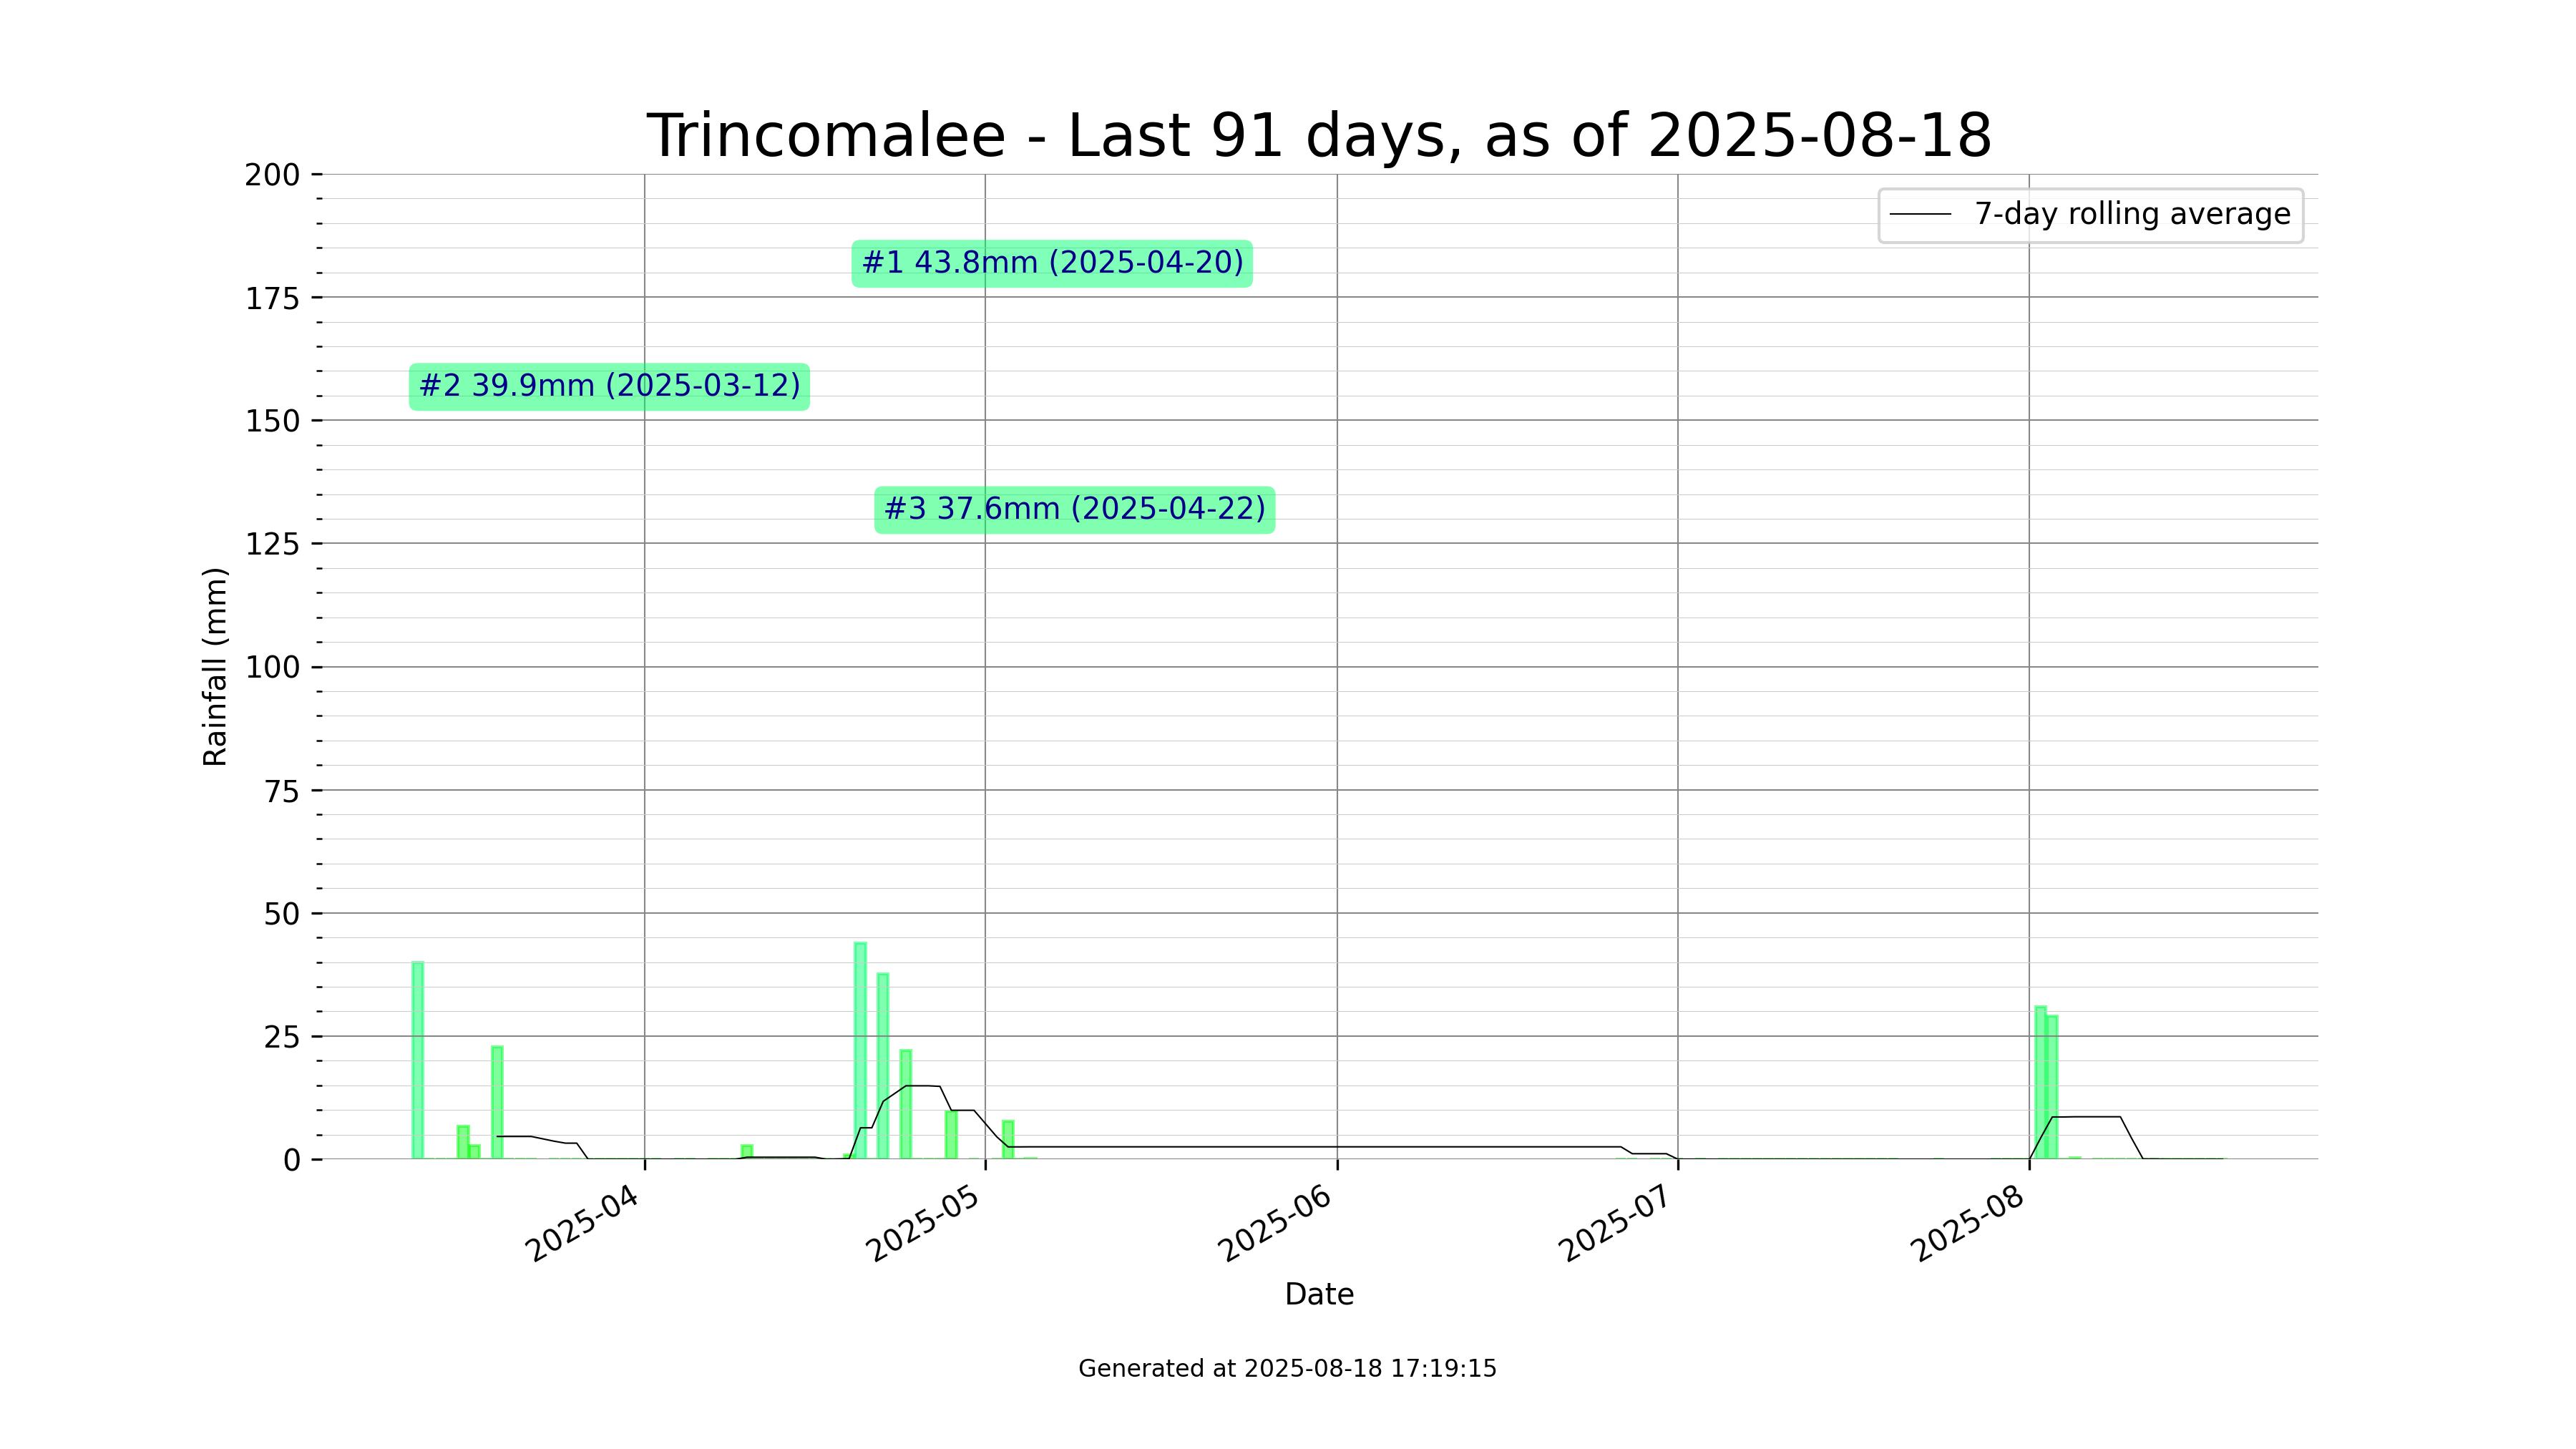 Trincomalee - Last 91 days, as of 2025-08-18
7-day rolling average
#1 43.8mm (2025-04-20)
#2 39.9mm (2025-03-12)
#3 37.6mm (2025-04-22)
Rainfall (mm)
200
175
150
125
100
75
50
25
0
2025-04
2025-05
2025-06
2025-07
2025-08
Date
Generated at 2025-08-18 17:19:15